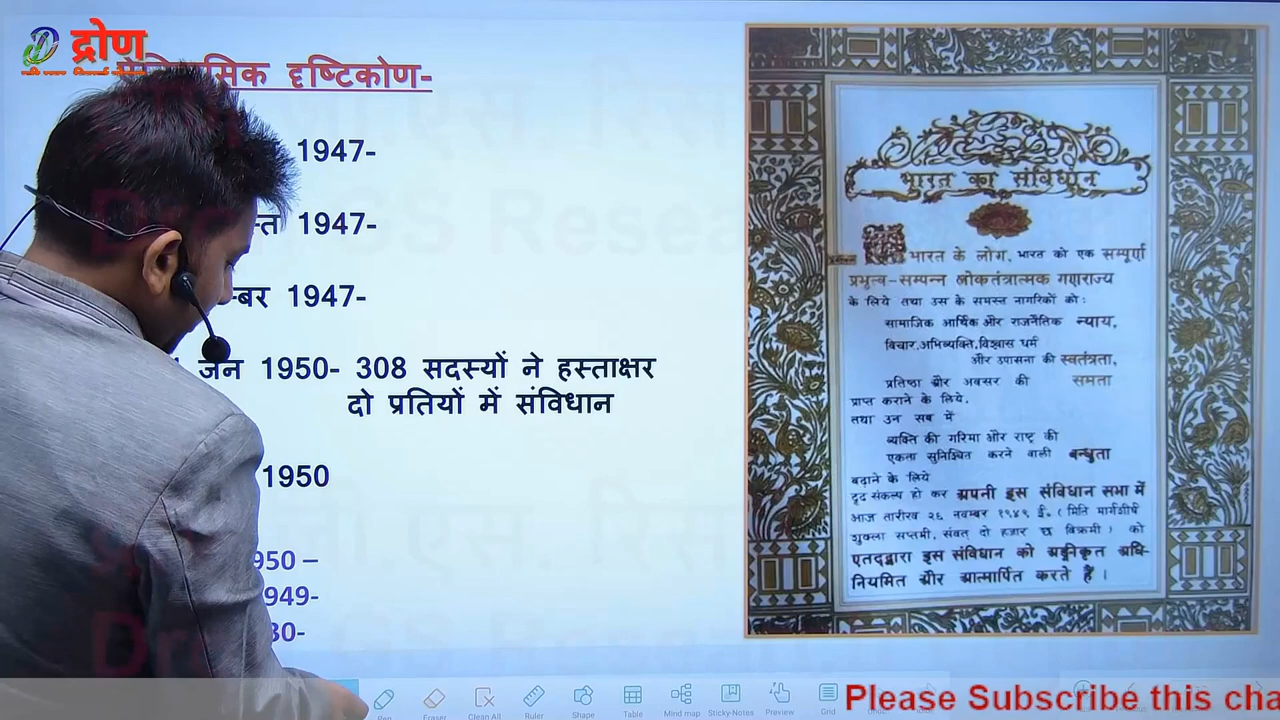 द्रोण
दृष्टिकोण-
1947-
1947-
1947-
जन 1950- 308 सदस्यों ने हस्ताक्षर
दो प्रतियों में संविधान
1950
950 –
949-
30-
भारत का संविधान
भारत के लोग, भारत को एक सम्पूर्ण
प्रभुत्व-सम्पन्न लोकतंत्रात्मक गणराज्य
के लिये तथा उस के समस्त नागरिकों को:
सामाजिक आर्थिक और राजनैतिक न्याय,
विचार,अभिव्यक्ति,विश्वास धर्म
और उपासना की स्वतंत्रता,
प्रतिष्ठा और अवसर की समता
प्राप्त कराने के लिये,
तथा उन सब में
व्यक्ति की गरिमा और राष्ट्र की
एकता सुनिश्चित करने वाली बन्धुता
बढ़ाने के लिये
दृढ़ संकल्प हो कर अपनी इस संविधान सभा में
आज तारीख २६ नवम्बर १९४९ ई॰ (मिति मार्गशीर्ष
शुक्ला सप्तमी, संवत् दो हजार छ विक्रमी) को
एतद्द्वारा इस संविधान को अङ्गीकृत अधि-
नियमित और आत्मार्पित करते हैं।
Pen Eraser Clean All Ruler Shape Table Mind map Sticky-Notes Preview Grid
Please Subscribe this cha